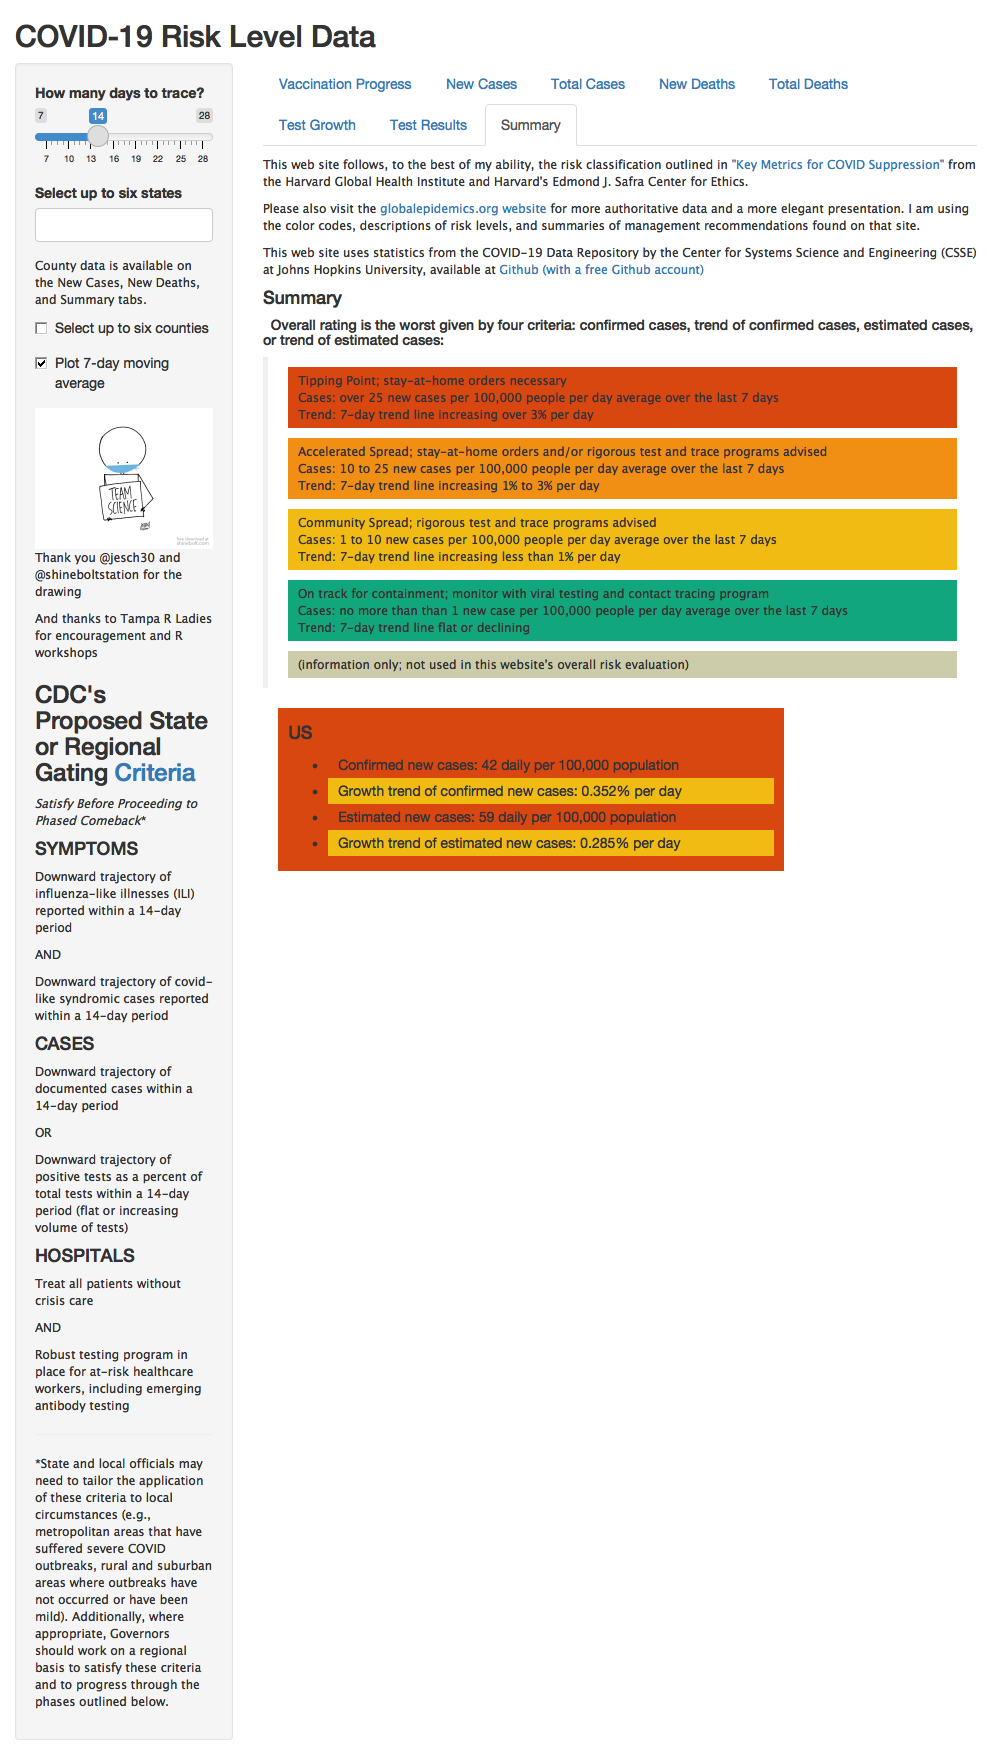 COVID-19 Risk Level Data
How many days to trace?
7
14
28
7 10 13 16 19 22 25 28
Select up to six states
County data is available on
the New Cases, New Deaths,
and Summary tabs.
Select up to six counties
Plot 7-day moving
average
TEAM
SCIENCE
Thank you @jesch30 and
@shineboltstation for the
drawing
And thanks to Tampa R Ladies
for encouragement and R
workshops
CDC's
Proposed State
or Regional
Gating Criteria
Satisfy Before Proceeding to
Phased Comeback*
SYMPTOMS
Downward trajectory of
influenza-like illnesses (ILI)
reported within a 14-day
period
AND
Downward trajectory of covid-
like syndromic cases reported
within a 14-day period
CASES
Downward trajectory of
documented cases within a
14-day period
OR
Downward trajectory of
positive tests as a percent of
total tests within a 14-day
period (flat or increasing
volume of tests)
HOSPITALS
Treat all patients without
crisis care
AND
Robust testing program in
place for at-risk healthcare
workers, including emerging
antibody testing
*State and local officials may
need to tailor the application
of these criteria to local
circumstances (e.g.,
metropolitan areas that have
suffered severe COVID
outbreaks, rural and suburban
areas where outbreaks have
not occurred or have been
mild). Additionally, where
appropriate, Governors
should work on a regional
basis to satisfy these criteria
and to progress through the
phases outlined below.
Vaccination Progress New Cases Total Cases New Deaths Total Deaths
Test Growth Test Results Summary
This web site follows, to the best of my ability, the risk classification outlined in "Key Metrics for COVID Suppression" from
the Harvard Global Health Institute and Harvard's Edmond J. Safra Center for Ethics.
Please also visit the globalepidemics.org website for more authoritative data and a more elegant presentation. I am using
the color codes, descriptions of risk levels, and summaries of management recommendations found on that site.
This web site uses statistics from the COVID-19 Data Repository by the Center for Systems Science and Engineering (CSSE)
at Johns Hopkins University, available at Github (with a free Github account)
Summary
Overall rating is the worst given by four criteria: confirmed cases, trend of confirmed cases, estimated cases,
or trend of estimated cases:
Tipping Point; stay-at-home orders necessary
Cases: over 25 new cases per 100,000 people per day average over the last 7 days
Trend: 7-day trend line increasing over 3% per day
Accelerated Spread; stay-at-home orders and/or rigorous test and trace programs advised
Cases: 10 to 25 new cases per 100,000 people per day average over the last 7 days
Trend: 7-day trend line increasing 1% to 3% per day
Community Spread; rigorous test and trace programs advised
Cases: 1 to 10 new cases per 100,000 people per day average over the last 7 days
Trend: 7-day trend line increasing less than 1% per day
On track for containment; monitor with viral testing and contact tracing program
Cases: no more than than 1 new case per 100,000 people per day average over the last 7 days
Trend: 7-day trend line flat or declining
(information only; not used in this website's overall risk evaluation)
US
• Confirmed new cases: 42 daily per 100,000 population
• Growth trend of confirmed new cases: 0.352% per day
• Estimated new cases: 59 daily per 100,000 population
• Growth trend of estimated new cases: 0.285% per day